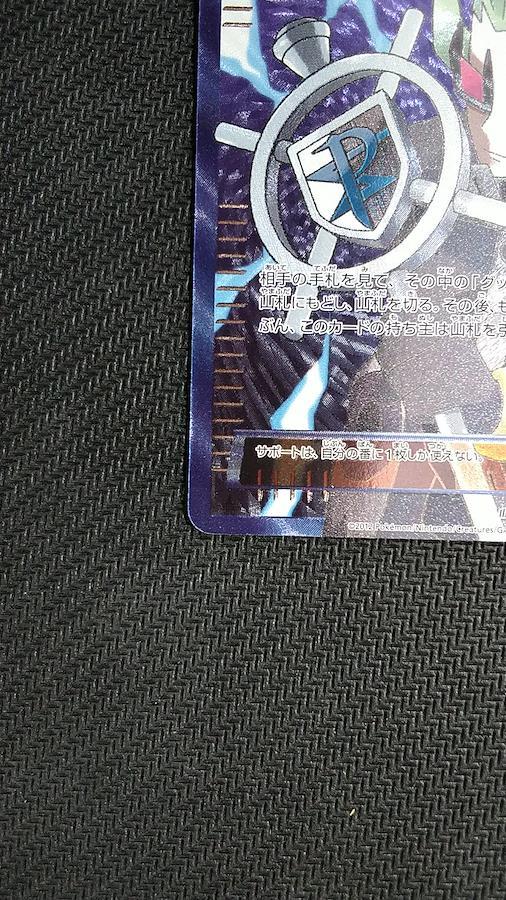 相手の手札を見て、その中の「グッ
山札にもどし、山札を切る。その後、も
ぶん、このカードの持ち主は山札を引
サポートは、自分の番に1枚しか使えない。
©2012 Pokémon/Nintendo/Creatures/G